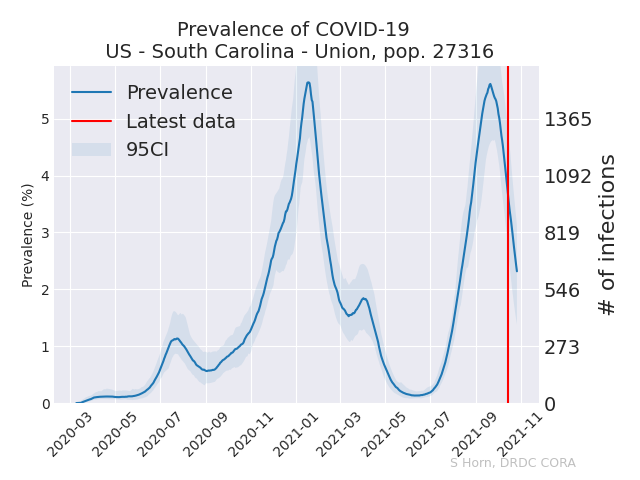 Prevalence of COVID-19
US - South Carolina - Union, pop. 27316
Prevalence
Latest data
95CI
Prevalence (%)
5
4
3
2
1
0
1365
1092
819
546
273
0
# of infections
2020-03
2020-05
2020-07
2020-09
2020-11
2021-01
2021-03
2021-05
2021-07
2021-09
2021-11
S Horn, DRDC CORA